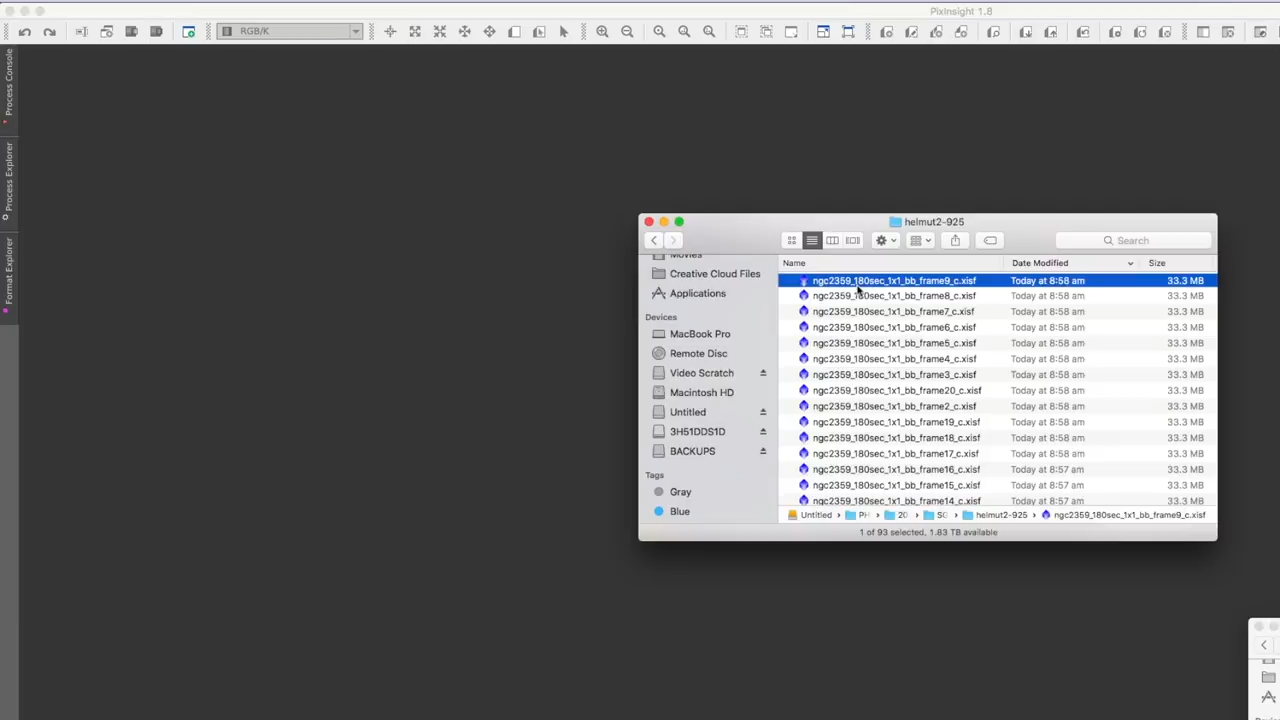 PixInsight 1.8
RGB/K
Process Console
Process Explorer
Format Explorer
helmut2-925
Search
Movies
Creative Cloud Files
Applications
Devices
MacBook Pro
Remote Disc
Video Scratch
Macintosh HD
Untitled
3H51DDS1D
BACKUPS
Tags
Gray
Blue
Name Date Modified Size
ngc2359_180sec_1x1_bb_frame9_c.xisf Today at 8:58 am 33.3 MB
ngc2359_180sec_1x1_bb_frame8_c.xisf Today at 8:58 am 33.3 MB
ngc2359_180sec_1x1_bb_frame7_c.xisf Today at 8:58 am 33.3 MB
ngc2359_180sec_1x1_bb_frame6_c.xisf Today at 8:58 am 33.3 MB
ngc2359_180sec_1x1_bb_frame5_c.xisf Today at 8:58 am 33.3 MB
ngc2359_180sec_1x1_bb_frame4_c.xisf Today at 8:58 am 33.3 MB
ngc2359_180sec_1x1_bb_frame3_c.xisf Today at 8:58 am 33.3 MB
ngc2359_180sec_1x1_bb_frame20_c.xisf Today at 8:58 am 33.3 MB
ngc2359_180sec_1x1_bb_frame2_c.xisf Today at 8:58 am 33.3 MB
ngc2359_180sec_1x1_bb_frame19_c.xisf Today at 8:58 am 33.3 MB
ngc2359_180sec_1x1_bb_frame18_c.xisf Today at 8:58 am 33.3 MB
ngc2359_180sec_1x1_bb_frame17_c.xisf Today at 8:58 am 33.3 MB
ngc2359_180sec_1x1_bb_frame16_c.xisf Today at 8:57 am 33.3 MB
ngc2359_180sec_1x1_bb_frame15_c.xisf Today at 8:57 am 33.3 MB
ngc2359_180sec_1x1_bb_frame14_c.xisf Today at 8:57 am 33.3 MB
Untitled › PH › 20 › SG › helmut2-925 › ngc2359_180sec_1x1_bb_frame9_c.xisf
1 of 93 selected, 1.83 TB available